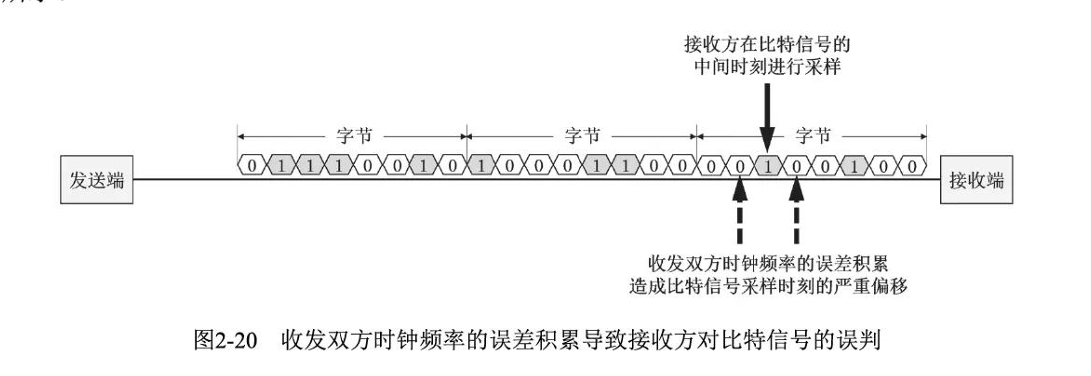 接收方在比特信号的
中间时刻进行采样
字节 字节 字节
发送端 0 1 1 1 0 0 1 0 1 0 0 0 1 1 0 0 0 0 1 0 0 1 0 0 接收端
收发双方时钟频率的误差积累
造成比特信号采样时刻的严重偏移
图2-20 收发双方时钟频率的误差积累导致接收方对比特信号的误判